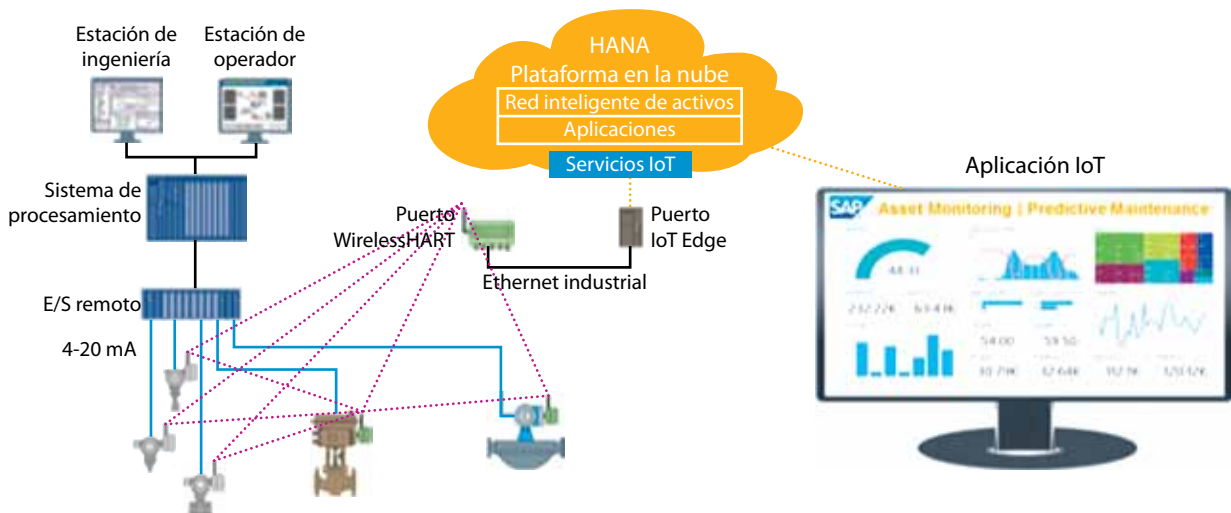 Estación de
ingeniería
Estación de
operador
HANA
Plataforma en la nube
Red inteligente de activos
Aplicaciones
Servicios IoT
Aplicación IoT
Sistema de
procesamiento
Puerto
WirelessHART
Puerto
IoT Edge
Ethernet industrial
E/S remoto
4-20 mA
SAP
Asset Monitoring | Predictive Maintenance